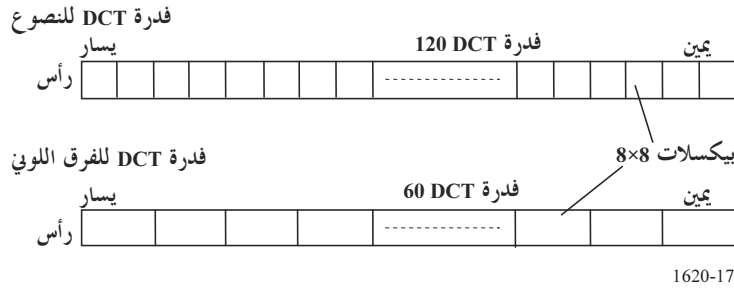 فدرة DCT للنصوع
يمين فدرة 120 DCT يسار
رأس
بيكسلات 8×8
فدرة DCT للفرق اللوني
يمين فدرة 60 DCT يسار
رأس
1620-17